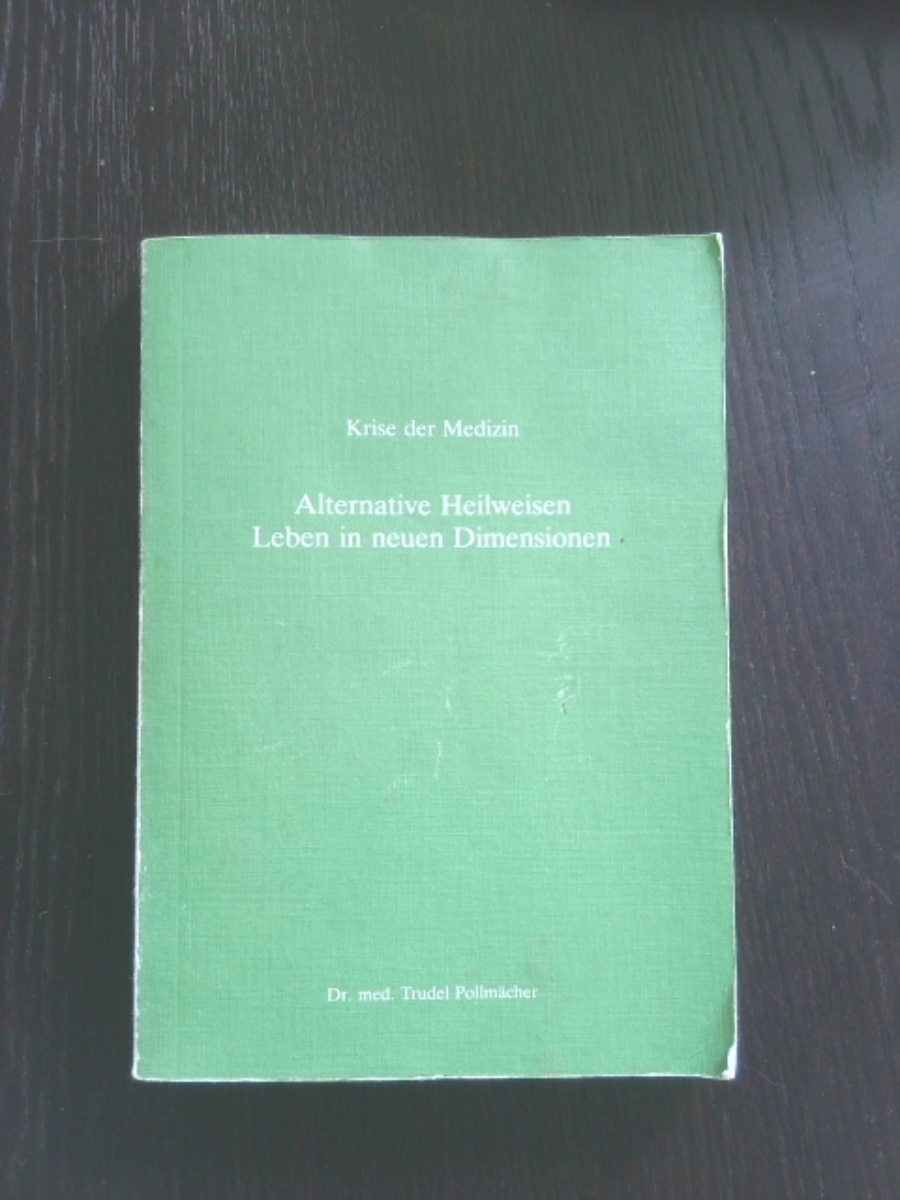 Krise der Medizin
Alternative Heilweisen
Leben in neuen Dimensionen
Dr. med. Trudel Pollmächer